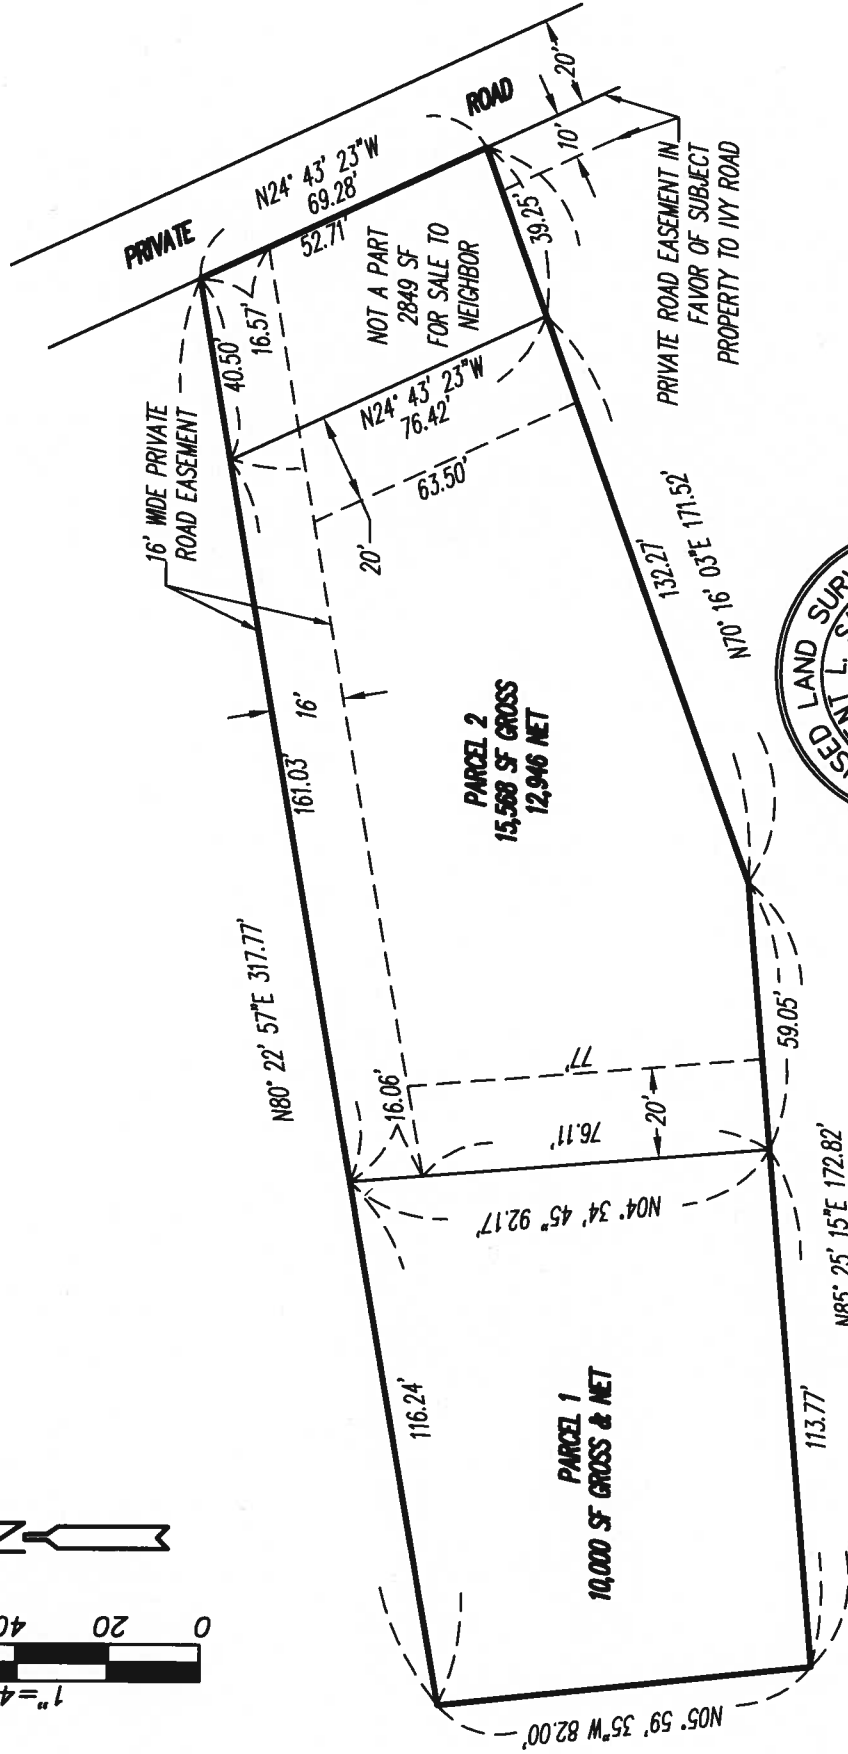 PRIVATE
ROAD
N24° 43' 23"W
69.28'
52.71'
16.57'
40.50'
NOT A PART
2849 SF
FOR SALE TO
NEIGHBOR
39.25'
10'
20'
PRIVATE ROAD EASEMENT IN
FAVOR OF SUBJECT
PROPERTY TO IVY ROAD
16' WIDE PRIVATE
ROAD EASEMENT
N24° 43' 23"W
76.42'
63.50'
20'
16'
161.03'
N80° 22' 57"E 317.77'
PARCEL 2
15,568 SF GROSS
12,946 NET
132.27'
N70° 16' 03"E 171.52'
16.06'
77'
76.11'
20'
59.05'
N04° 34' 45" 92.17'
N85° 25' 15"E 172.82'
116.24'
PARCEL 1
10,000 SF GROSS & NET
113.77'
N05° 59' 35"W 82.00'
LAND
L.
N
0
20
1"=4